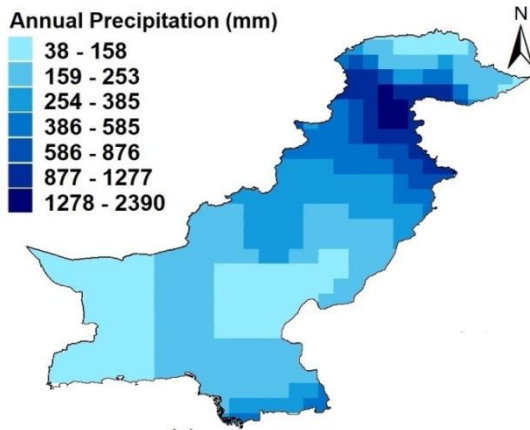 Annual Precipitation (mm)
N
38 - 158
159 - 253
254 - 385
386 - 585
586 - 876
877 - 1277
1278 - 2390